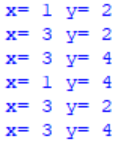 x= 1 y= 2
x= 3 y= 2
x= 3 y= 4
x= 1 y= 4
x= 3 y= 2
x= 3 y= 4